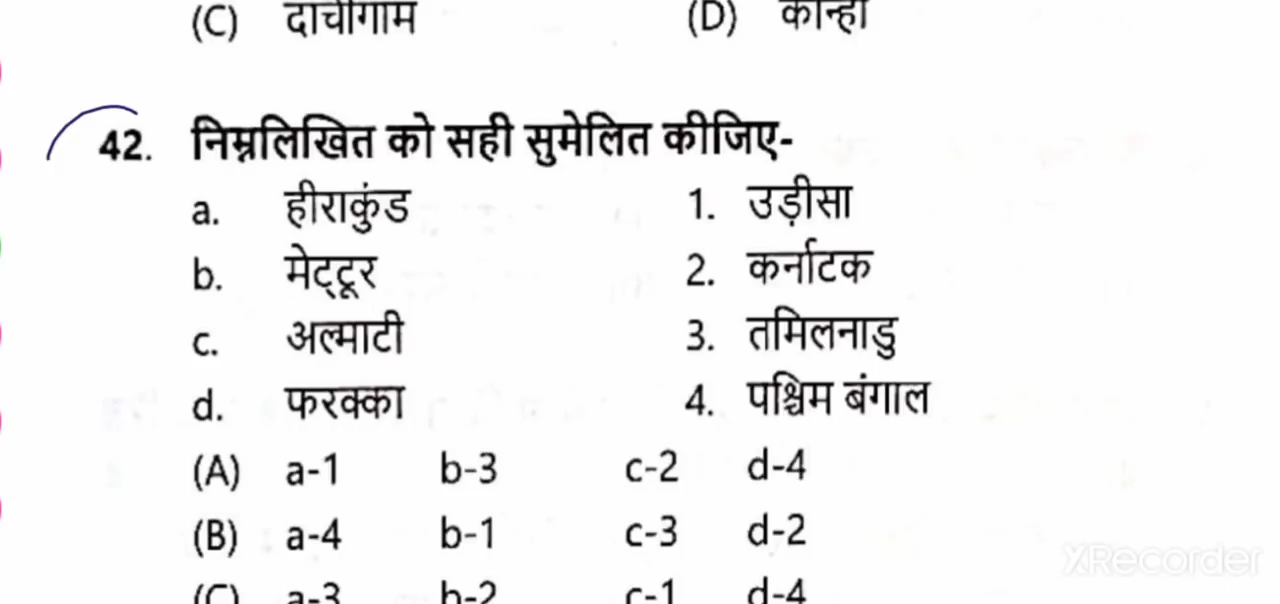 (C) दाचीगाम (D) कान्हा
42. निम्नलिखित को सही सुमेलित कीजिए-
a. हीराकुंड 1. उड़ीसा
b. मेट्टूर 2. कर्नाटक
c. अल्माटी 3. तमिलनाडु
d. फरक्का 4. पश्चिम बंगाल
(A) a-1 b-3 c-2 d-4
(B) a-4 b-1 c-3 d-2
(C) a-3 b-2 c-1 d-4
XRecorder